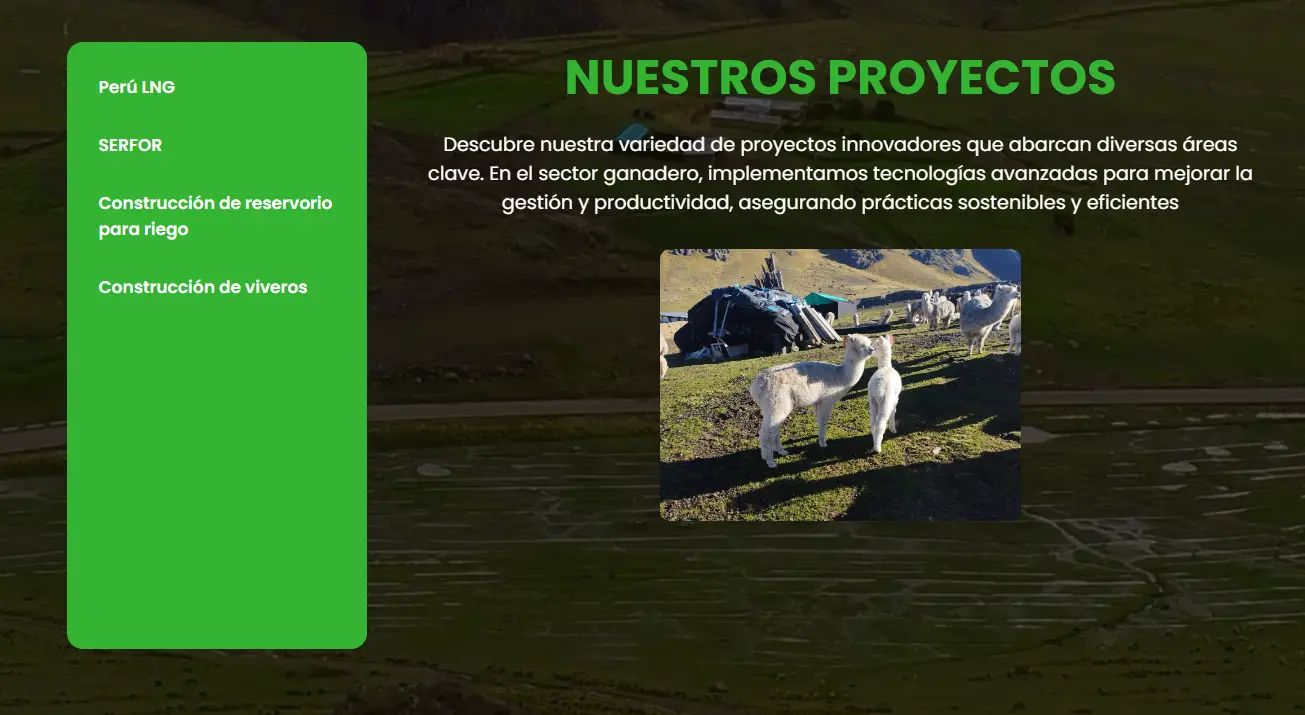 Perú LNG
SERFOR
Construcción de reservorio
para riego
Construcción de viveros
NUESTROS PROYECTOS
Descubre nuestra variedad de proyectos innovadores que abarcan diversas áreas
clave. En el sector ganadero, implementamos tecnologías avanzadas para mejorar la
gestión y productividad, asegurando prácticas sostenibles y eficientes